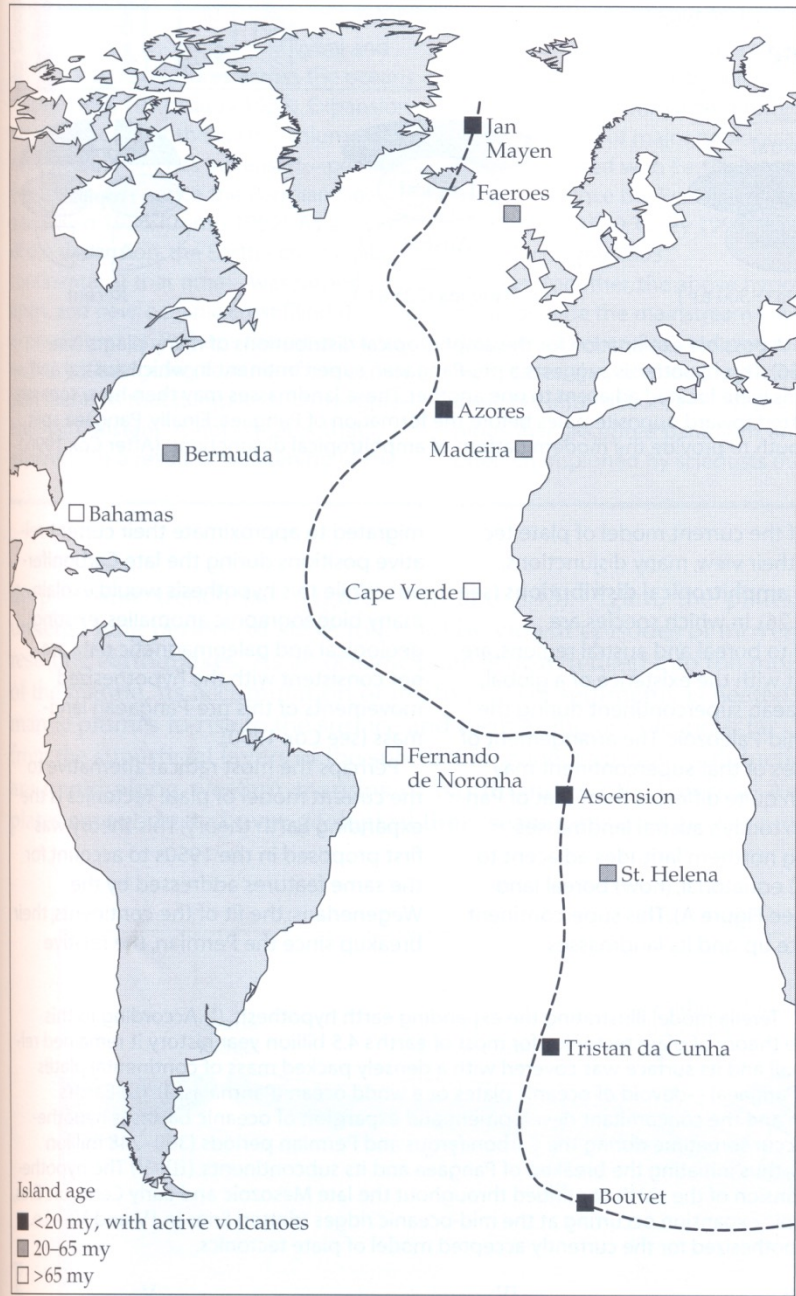 Jan
Mayen
Faeroes
Azores
Bermuda
Madeira
Bahamas
Cape Verde
Fernando
de Noronha
Ascension
St. Helena
Tristan da Cunha
Bouvet
Island age
<20 my, with active volcanoes
20–65 my
>65 my